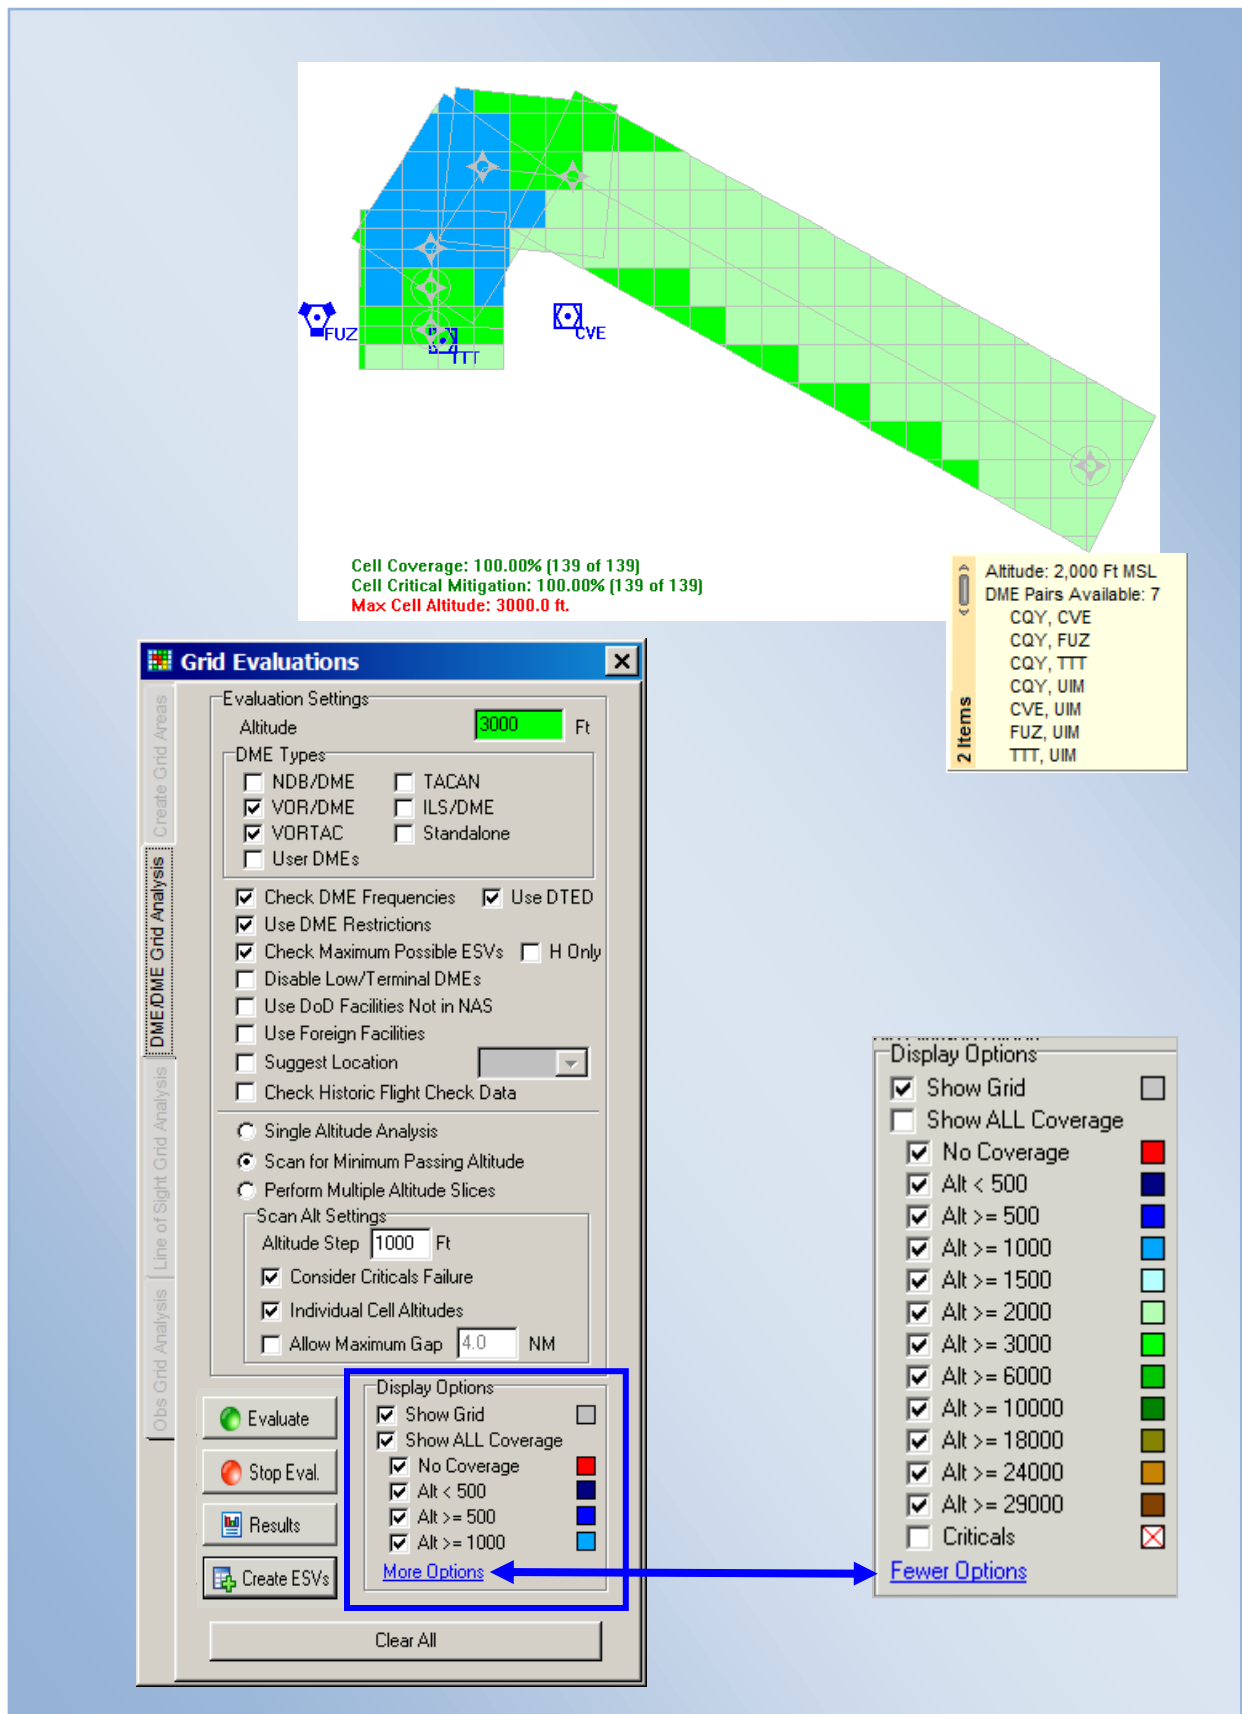 FUZ
TTT
CVE
Cell Coverage: 100.00% (139 of 139)
Cell Critical Mitigation: 100.00% (139 of 139)
Max Cell Altitude: 3000.0 ft.
2 Items
Altitude: 2,000 Ft MSL
DME Pairs Available: 7
CQY, CVE
CQY, FUZ
CQY, TTT
CQY, UIM
CVE, UIM
FUZ, UIM
TTT, UIM
Grid Evaluations
Create Grid Areas
DME/DME Grid Analysis
Line of Sight Grid Analysis
Obs Grid Analysis
Evaluation Settings
Altitude 3000 Ft
DME Types
NDB/DME TACAN
VOR/DME ILS/DME
VORTAC Standalone
User DMEs
Check DME Frequencies Use DTED
Use DME Restrictions
Check Maximum Possible ESVs H Only
Disable Low/Terminal DMEs
Use DoD Facilities Not in NAS
Use Foreign Facilities
Suggest Location
Check Historic Flight Check Data
Single Altitude Analysis
Scan for Minimum Passing Altitude
Perform Multiple Altitude Slices
Scan Alt Settings
Altitude Step 1000 Ft
Consider Criticals Failure
Individual Cell Altitudes
Allow Maximum Gap 4.0 NM
Evaluate
Stop Eval.
Results
Create ESVs
Display Options
Show Grid
Show ALL Coverage
No Coverage
Alt < 500
Alt >= 500
Alt >= 1000
More Options
Clear All
Display Options
Show Grid
Show ALL Coverage
No Coverage
Alt < 500
Alt >= 500
Alt >= 1000
Alt >= 1500
Alt >= 2000
Alt >= 3000
Alt >= 6000
Alt >= 10000
Alt >= 18000
Alt >= 24000
Alt >= 29000
Criticals
Fewer Options